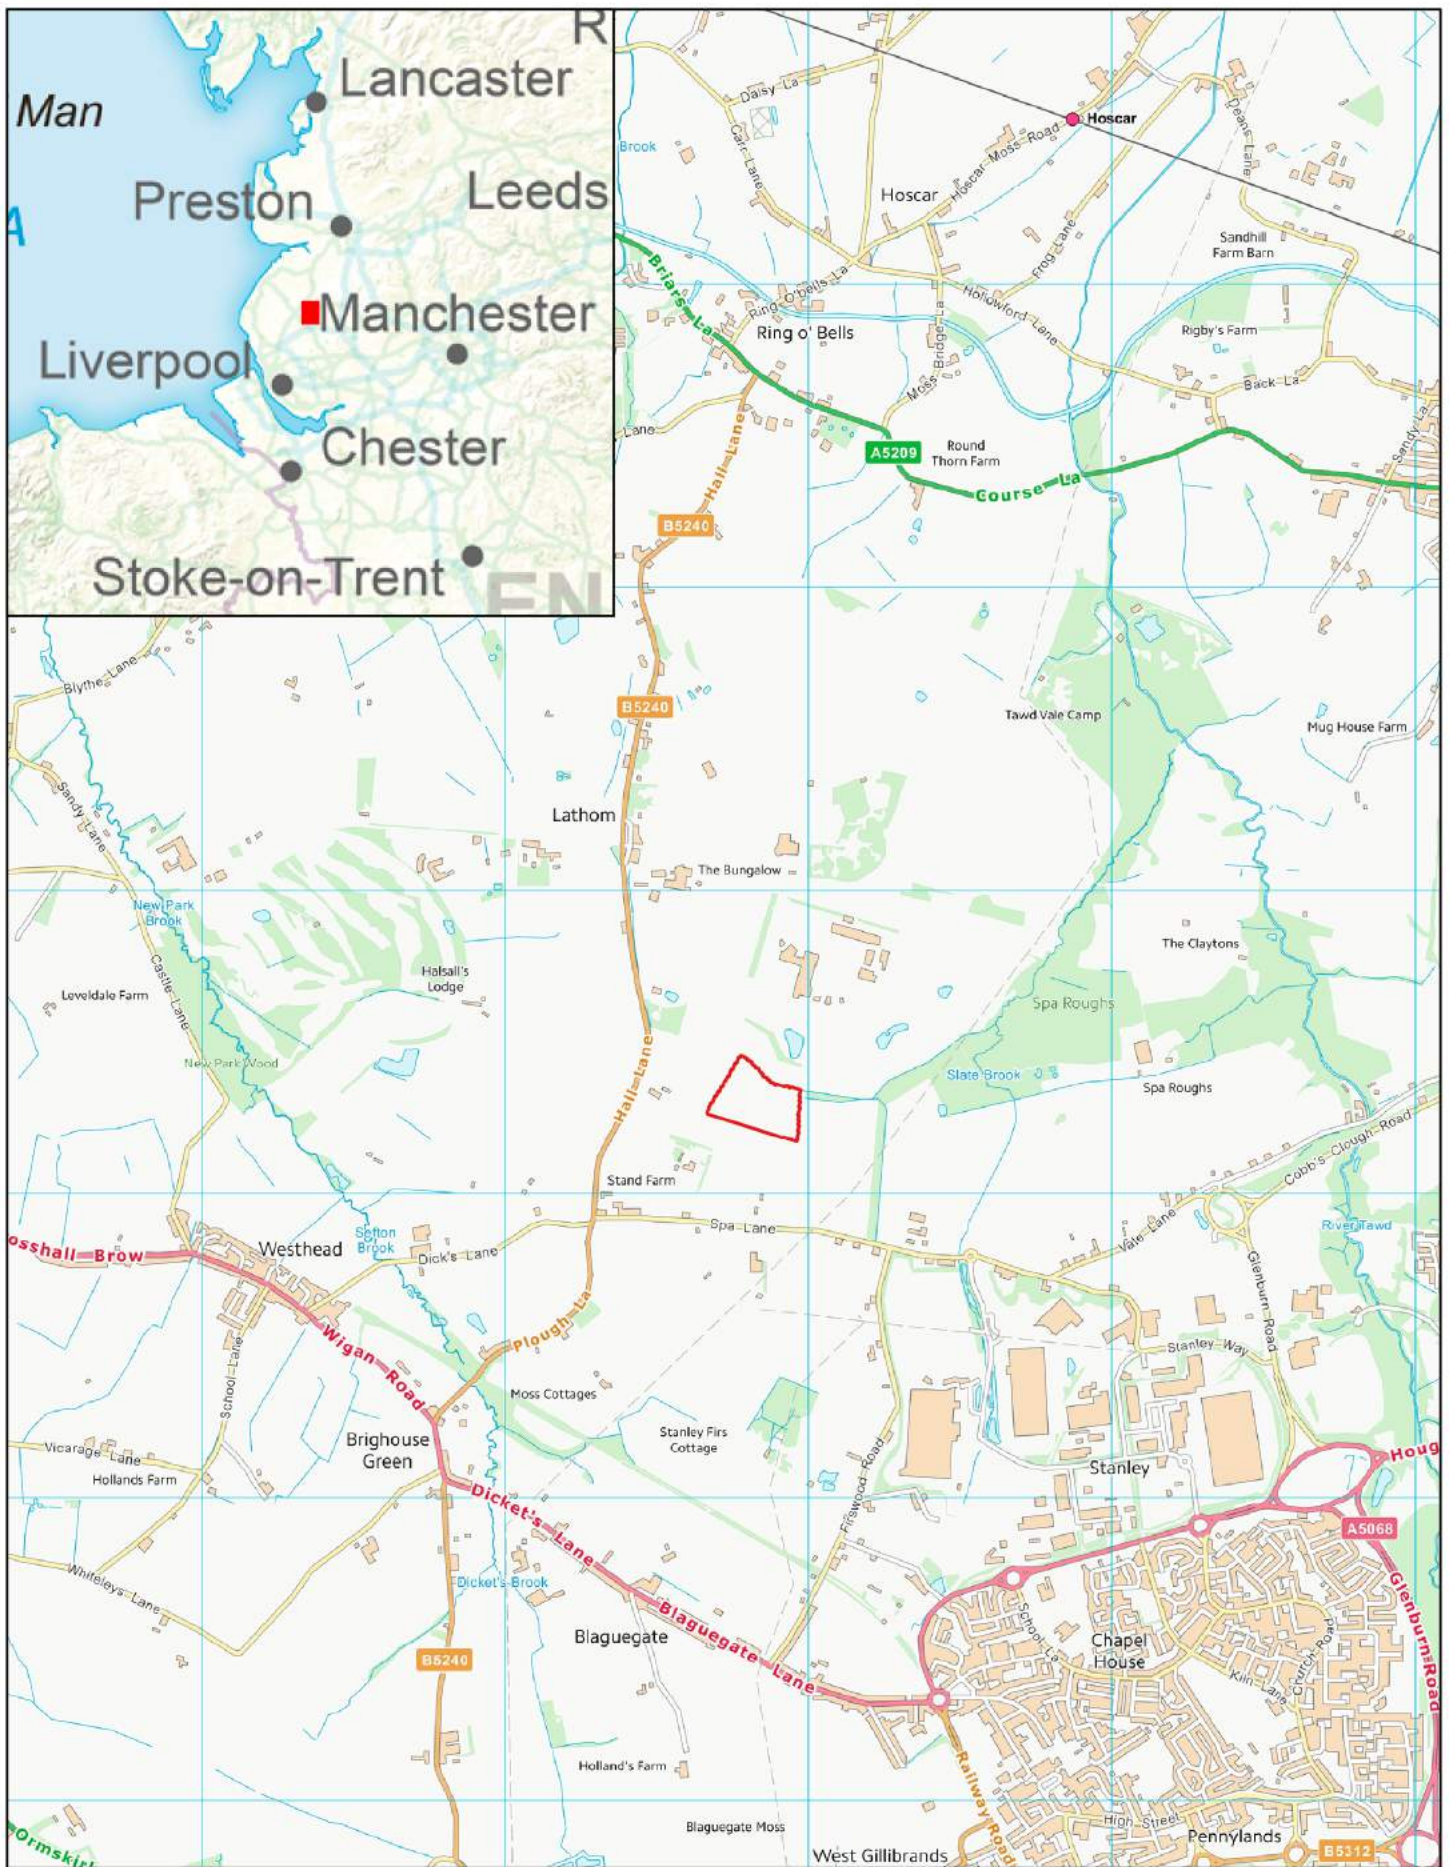 R
Lancaster
Man
Preston
Leeds
A
Manchester
Liverpool
Chester
Stoke-on-Trent
EN
Daisy La
Carr Lane
Brook
Hoscar
Hoscar Moss Road
Hoscar
Deans Lane
Sandhill
Farm Barn
Frog Lane
Briars La
Ring O'bells La
Ring o' Bells
Hollowford Lane
Moss Bridge La
Rigby's Farm
Back La
Sandy La
Lane
Hall Lane
A5209
Round
Thorn Farm
Course La
B5240
Blythe Lane
B5240
Tawd Vale Camp
Mug House Farm
Sandy Lane
Lathom
The Bungalow
New Park
Brook
The Claytons
Castle Lane
Halsall's
Lodge
Leveldale Farm
Spa Roughs
New Park Wood
Hall Lane
Slate Brook
Spa Roughs
Cobb's Clough Road
Stand Farm
Spa Lane
Vale Lane
River Tawd
osshall Brow
Westhead
Sefton
Brook
Dick's Lane
Glenburn Road
Plough La
Wigan Road
School Lane
Stanley Way
Moss Cottages
Stanley Firs
Cottage
Brighouse
Green
Vicarage Lane
Hollands Farm
Firswood Road
Stanley
Houg
Dicket's Lane
A5068
Whiteleys Lane
Dicket's Brook
Glenburn Road
Blaguegate
Blaguegate Lane
School La
Chapel
House
Church Road
Kiln Lane
B5240
Holland's Farm
Railway Road
Blaguegate Moss
High Street
Pennylands
West Gillibrands
B5312
Ormskirk